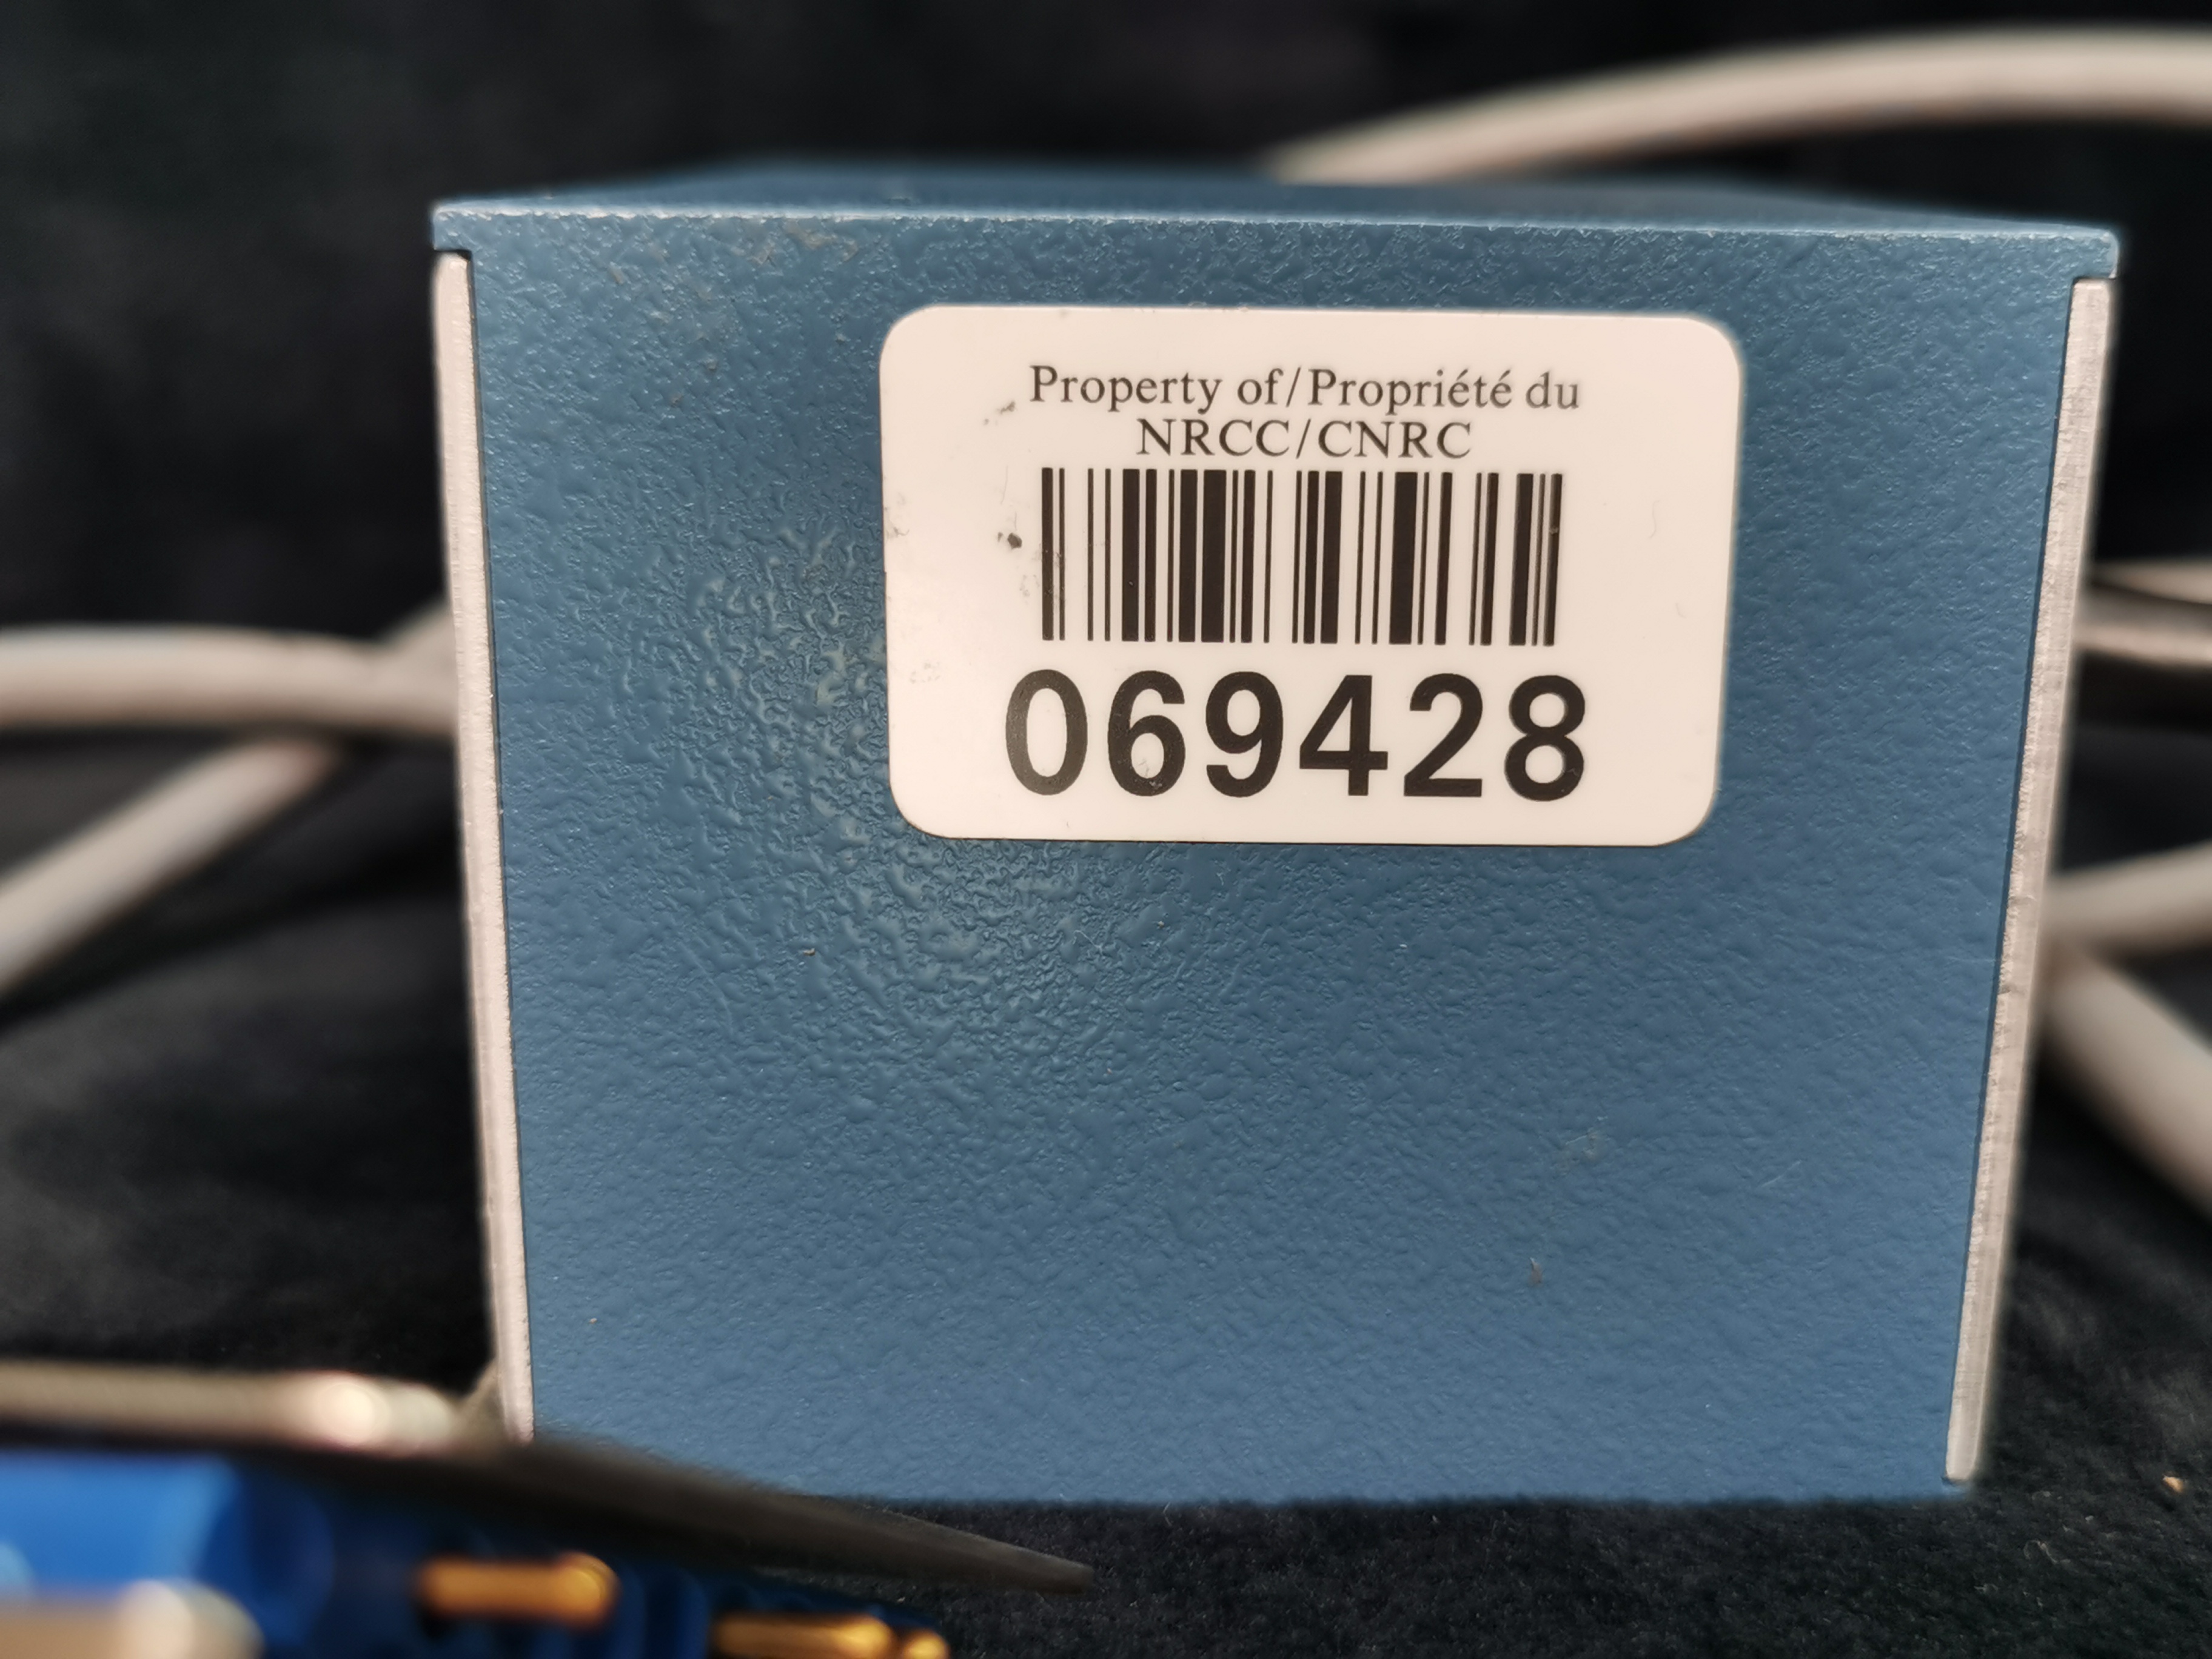 Property of/Propriété du
NRCC/CNRC
069428